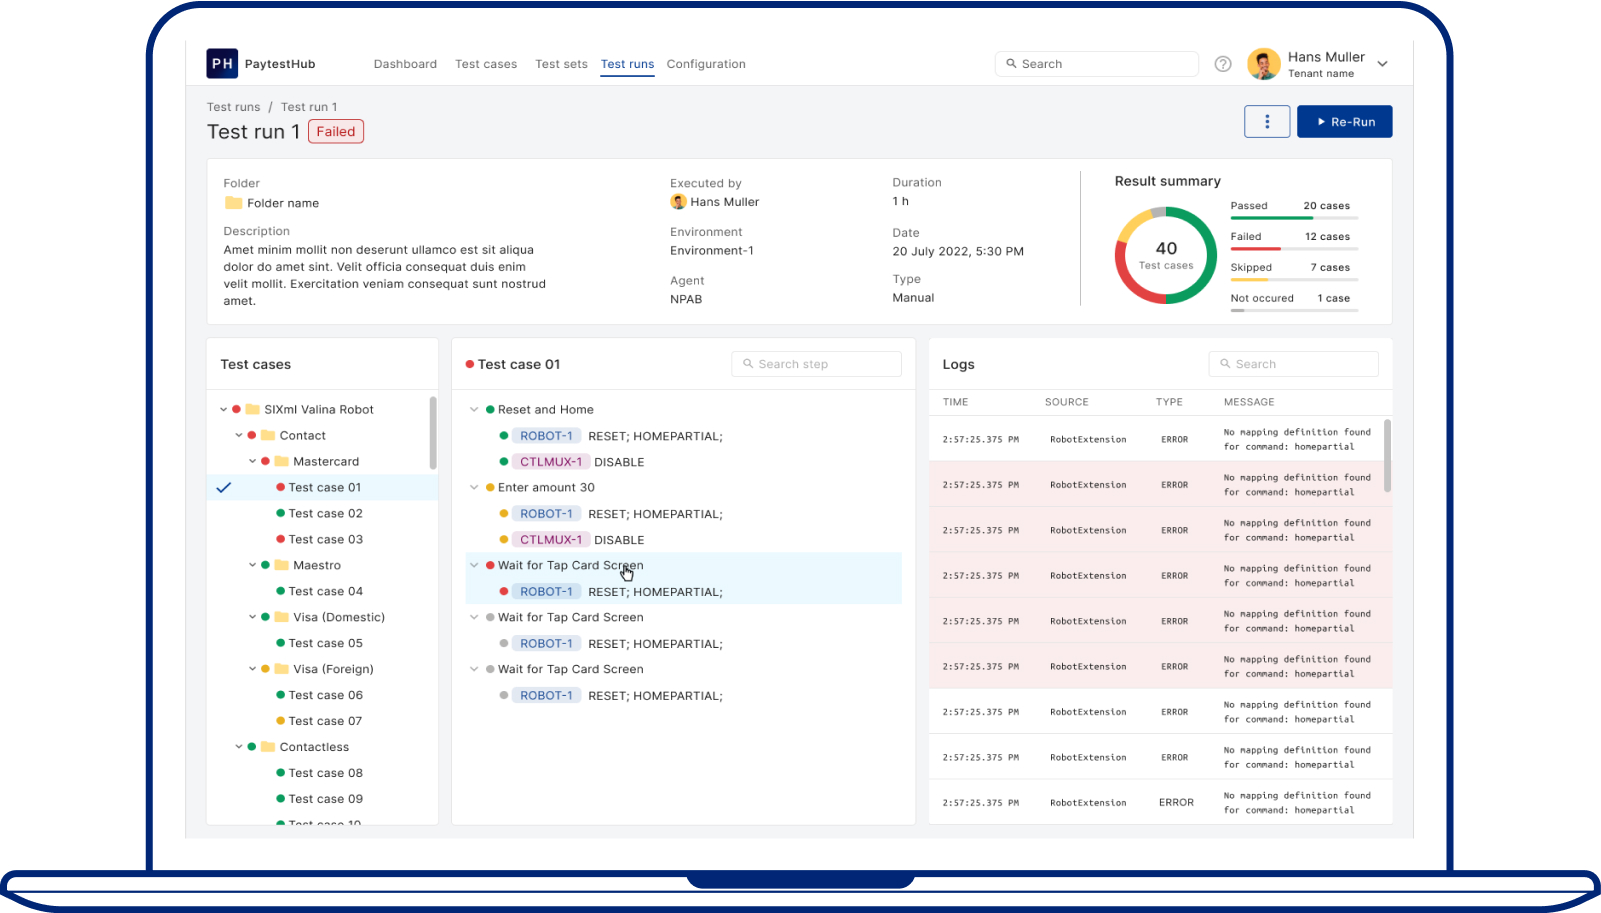 PH PaytestHub Dashboard Test cases Test sets Test runs Configuration Search ? Hans Muller
Tenant name
Test runs / Test run 1
Test run 1 Failed Re-Run
Folder
Folder name
Description
Amet minim mollit non deserunt ullamco est sit aliqua
dolor do amet sint. Velit officia consequat duis enim
velit mollit. Exercitation veniam consequat sunt nostrud
amet.
Executed by
Hans Muller
Environment
Environment-1
Agent
NPAB
Duration
1 h
Date
20 July 2022, 5:30 PM
Type
Manual
Result summary
40
Test cases
Passed 20 cases
Failed 12 cases
Skipped 7 cases
Not occured 1 case
Test cases
SIXml Valina Robot
Contact
Mastercard
Test case 01
Test case 02
Test case 03
Maestro
Test case 04
Visa (Domestic)
Test case 05
Visa (Foreign)
Test case 06
Test case 07
Contactless
Test case 08
Test case 09
Test case 10
Test case 01 Search step
Reset and Home
ROBOT-1 RESET; HOMEPARTIAL;
CTLMUX-1 DISABLE
Enter amount 30
ROBOT-1 RESET; HOMEPARTIAL;
CTLMUX-1 DISABLE
Wait for Tap Card Screen
ROBOT-1 RESET; HOMEPARTIAL;
Wait for Tap Card Screen
ROBOT-1 RESET; HOMEPARTIAL;
Wait for Tap Card Screen
ROBOT-1 RESET; HOMEPARTIAL;
Logs Search
TIME SOURCE TYPE MESSAGE
2:57:25.375 PM RobotExtension ERROR No mapping definition found
for command: homepartial
2:57:25.375 PM RobotExtension ERROR No mapping definition found
for command: homepartial
2:57:25.375 PM RobotExtension ERROR No mapping definition found
for command: homepartial
2:57:25.375 PM RobotExtension ERROR No mapping definition found
for command: homepartial
2:57:25.375 PM RobotExtension ERROR No mapping definition found
for command: homepartial
2:57:25.375 PM RobotExtension ERROR No mapping definition found
for command: homepartial
2:57:25.375 PM RobotExtension ERROR No mapping definition found
for command: homepartial
2:57:25.375 PM RobotExtension ERROR No mapping definition found
for command: homepartial
2:57:25.375 PM RobotExtension ERROR No mapping definition found
for command: homepartial